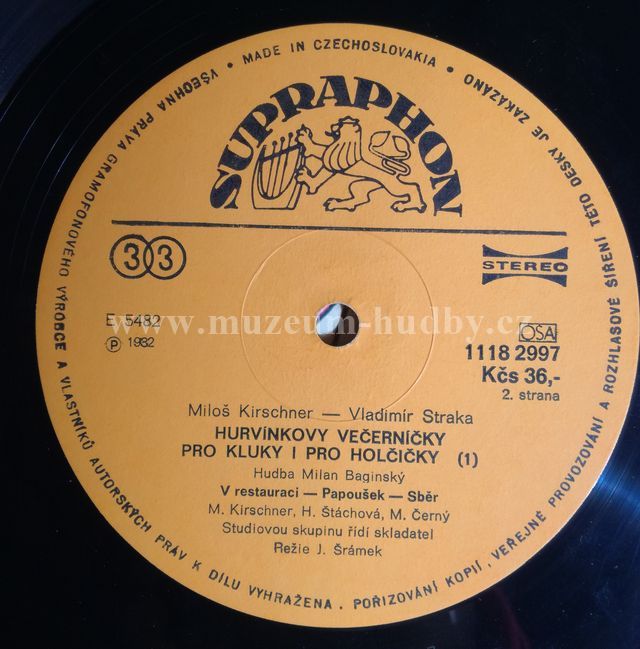 VŠECHNA PRÁVA GRAMOFONOVÉHO VÝROBCE A VLASTNÍKŮ AUTORSKÝCH PRÁV K DÍLU VYHRAŽENA. POŘIZOVÁNÍ KOPIÍ, VEŘEJNÉ PROVOZOVÁNÍ A ROZHLASOVÉ ŠÍŘENÍ TÉTO DESKY JE ZAKÁZÁNO • MADE IN CZECHOSLOVAKIA •
SUPRAPHON
33
STEREO
E 5482
www.muzeum-hudby.cz
Ⓟ 1982
OSA
1118 2997
Kčs 36,-
2. strana
Miloš Kirschner — Vladimír Straka
HURVÍNKOVY VEČERNÍČKY
PRO KLUKY I PRO HOLČIČKY (1)
Hudba Milan Baginský
V restauraci — Papoušek — Sběr
M. Kirschner, H. Štáchová, M. Černý
Studiovou skupinu řídí skladatel
Režie J. Šrámek